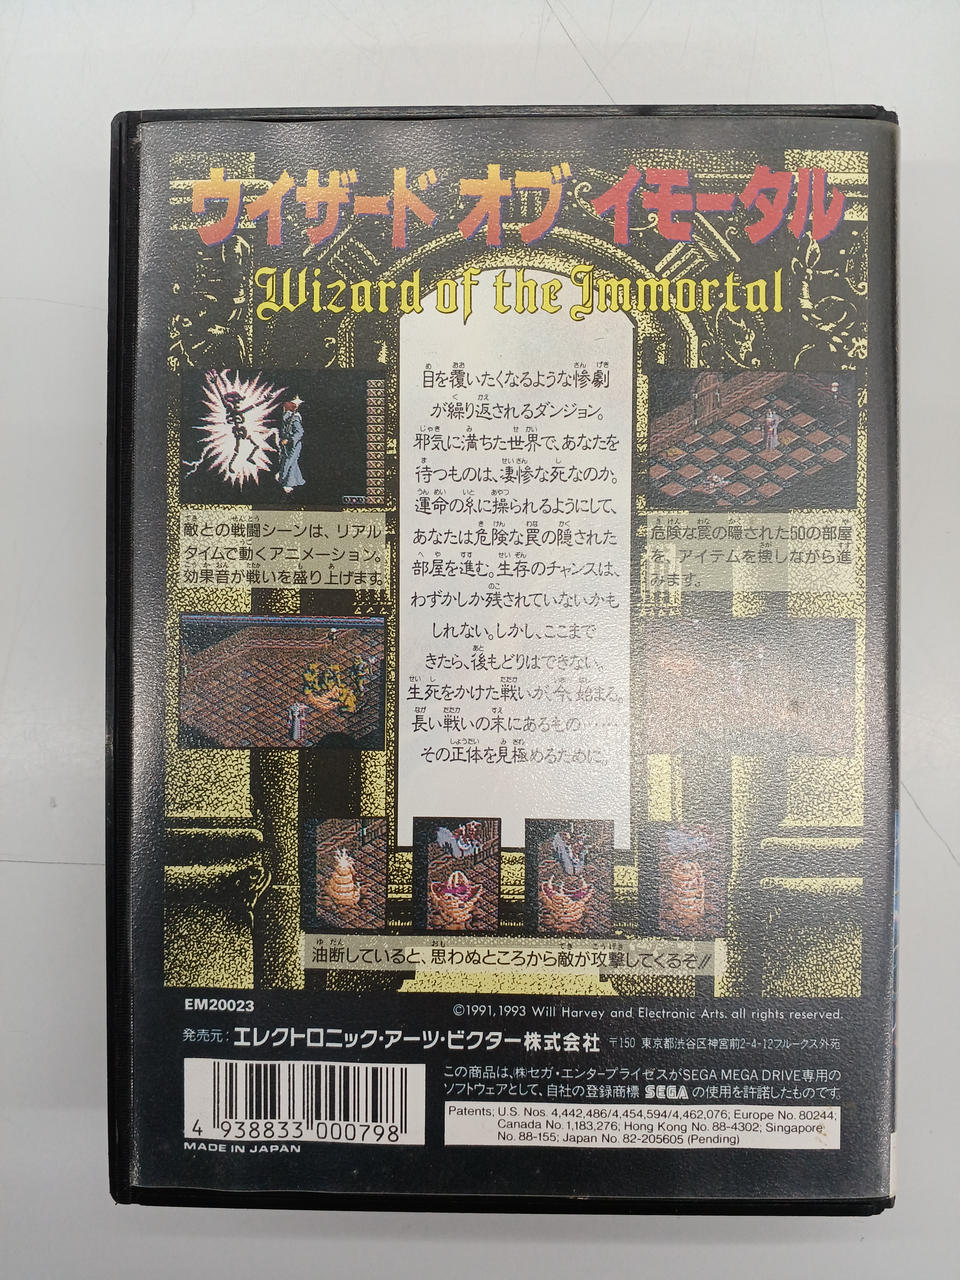 ウイザード オブ イモータル
Wizard of the Immortal
目を覆いたくなるような惨劇
が繰り返されるダンジョン。
邪気に満ちた世界で、あなたを
待つものは、凄惨な死なのか。
運命の糸に操られるようにして、
あなたは危険な罠の隠された
部屋を進む。生存のチャンスは、
わずかしか残されていないかも
しれない。しかし、ここまで
きたら、後もどりはできない。
生死をかけた戦いが、今、始まる。
長い戦いの末にあるもの……
その正体を見極めるために。
敵との戦闘シーンは、リアル
タイムで動くアニメーション。
効果音が戦いを盛り上げます。
危険な罠の隠された50の部屋
を、アイテムを捜しながら進
みます。
油断していると、思わぬところから敵が攻撃してくるぞ!!
EM20023
©1991,1993 Will Harvey and Electronic Arts. all rights reserved.
発売元:エレクトロニック・アーツ・ビクター株式会社 〒150 東京都渋谷区神宮前2-4-12フルークス外苑
この商品は、㈱セガ・エンタープライゼスがSEGA MEGA DRIVE専用の
ソフトウェアとして、自社の登録商標 SEGA の使用を許諾したものです。
Patents; U.S. Nos. 4,442,486/4,454,594/4,462,076; Europe No. 80244;
Canada No. 1,183,276; Hong Kong No. 88-4302; Singapore
No. 88-155; Japan No. 82-205605 (Pending)
4 938833 000798
MADE IN JAPAN